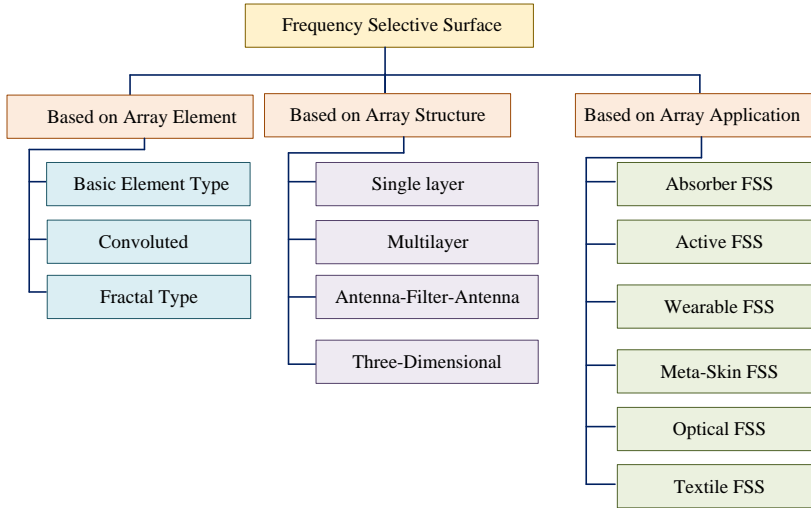 Frequency Selective Surface
Based on Array Element
Basic Element Type
Convoluted
Fractal Type
Based on Array Structure
Single layer
Multilayer
Antenna-Filter-Antenna
Three-Dimensional
Based on Array Application
Absorber FSS
Active FSS
Wearable FSS
Meta-Skin FSS
Optical FSS
Textile FSS